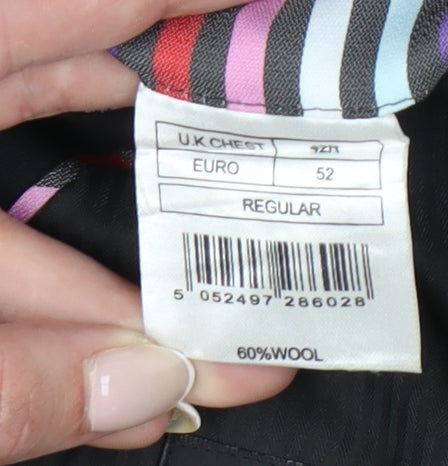 U.K CHEST
EURO 52
REGULAR
5 052497 286028
60%WOOL